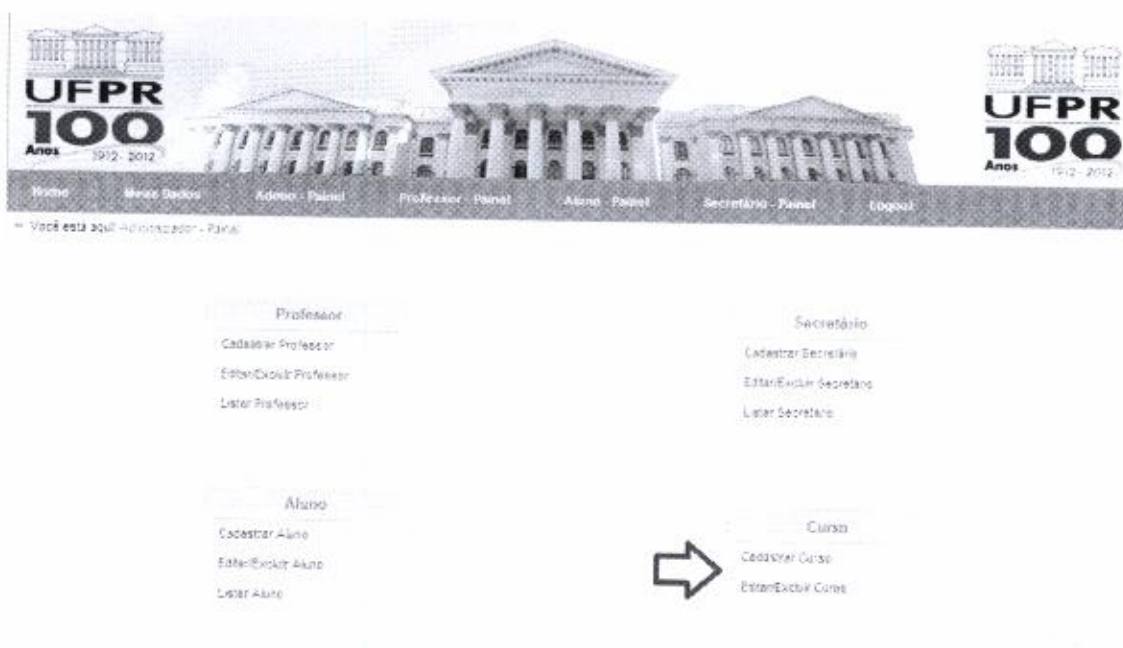 UFPR
100
Anos 1912-2012
UFPR
100
Anos 1912-2012
Home Meus Dados Admin - Painel Professor - Painel Aluno - Painel Secretário - Painel Logout
Você está aqui: Administrador - Painel
Professor
Cadastrar Professor
Editar/Excluir Professor
Listar Professor
Secretário
Cadastrar Secretário
Editar/Excluir Secretário
Listar Secretário
Aluno
Cadastrar Aluno
Editar/Excluir Aluno
Listar Aluno
Curso
Cadastrar Curso
Editar/Excluir Curso